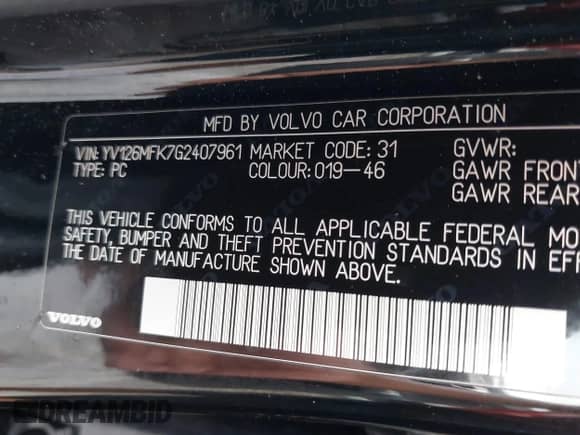 MFD BY VOLVO CAR CORPORATION
VIN: YV126MFK7G2407961 MARKET CODE: 31 GVWR:
TYPE: PC COLOUR: 019-46 GAWR FRONT
GAWR REAR
THIS VEHICLE CONFORMS TO ALL APPLICABLE FEDERAL MO
SAFETY, BUMPER AND THEFT PREVENTION STANDARDS IN EFF
THE DATE OF MANUFACTURE SHOWN ABOVE.
VOLVO
DREAMBID